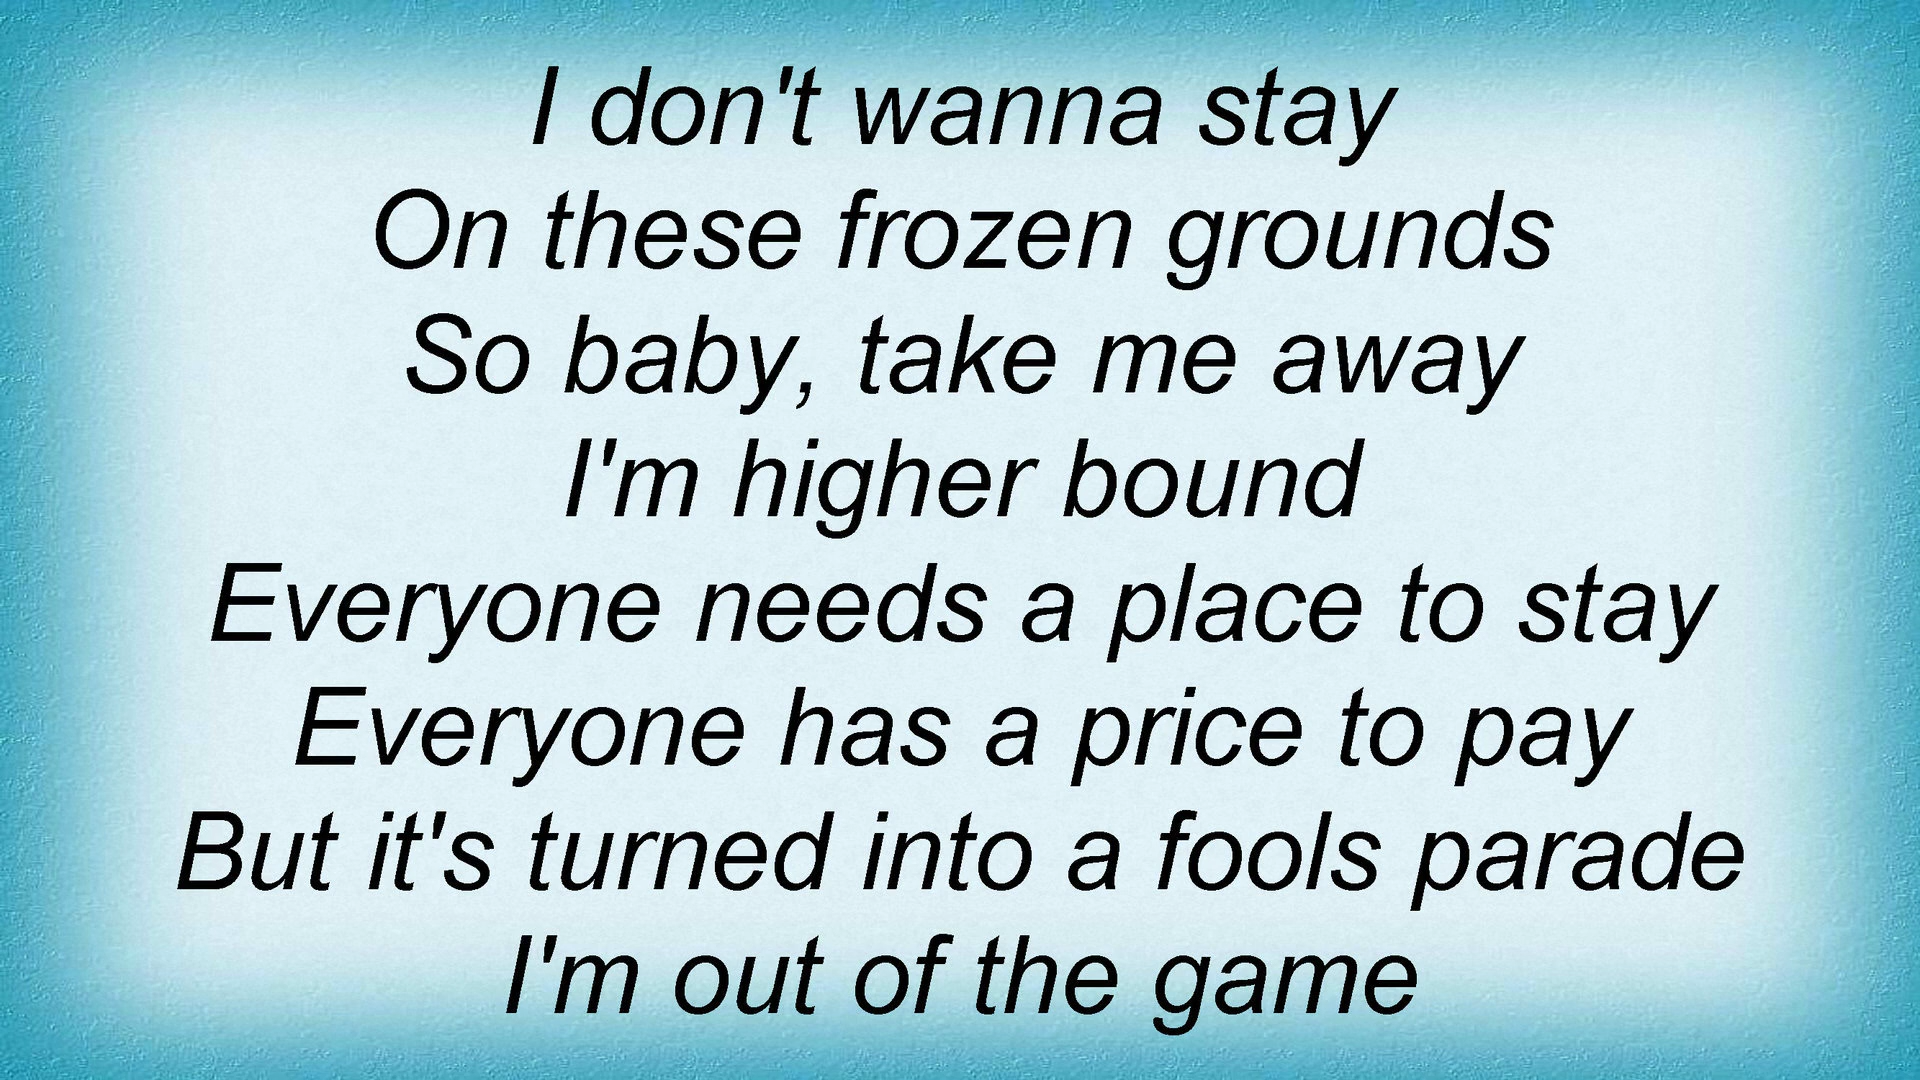 I don't wanna stay
On these frozen grounds
So baby, take me away
I'm higher bound
Everyone needs a place to stay
Everyone has a price to pay
But it's turned into a fools parade
I'm out of the game